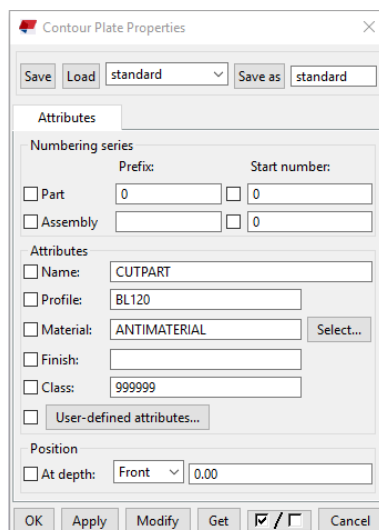 Contour Plate Properties
Save Load standard Save as standard
Attributes
Numbering series
Prefix: Start number:
Part 0 0
Assembly 0
Attributes
Name: CUTPART
Profile: BL120
Material: ANTIMATERIAL Select...
Finish:
Class: 999999
User-defined attributes...
Position
At depth: Front 0.00
OK Apply Modify Get / Cancel